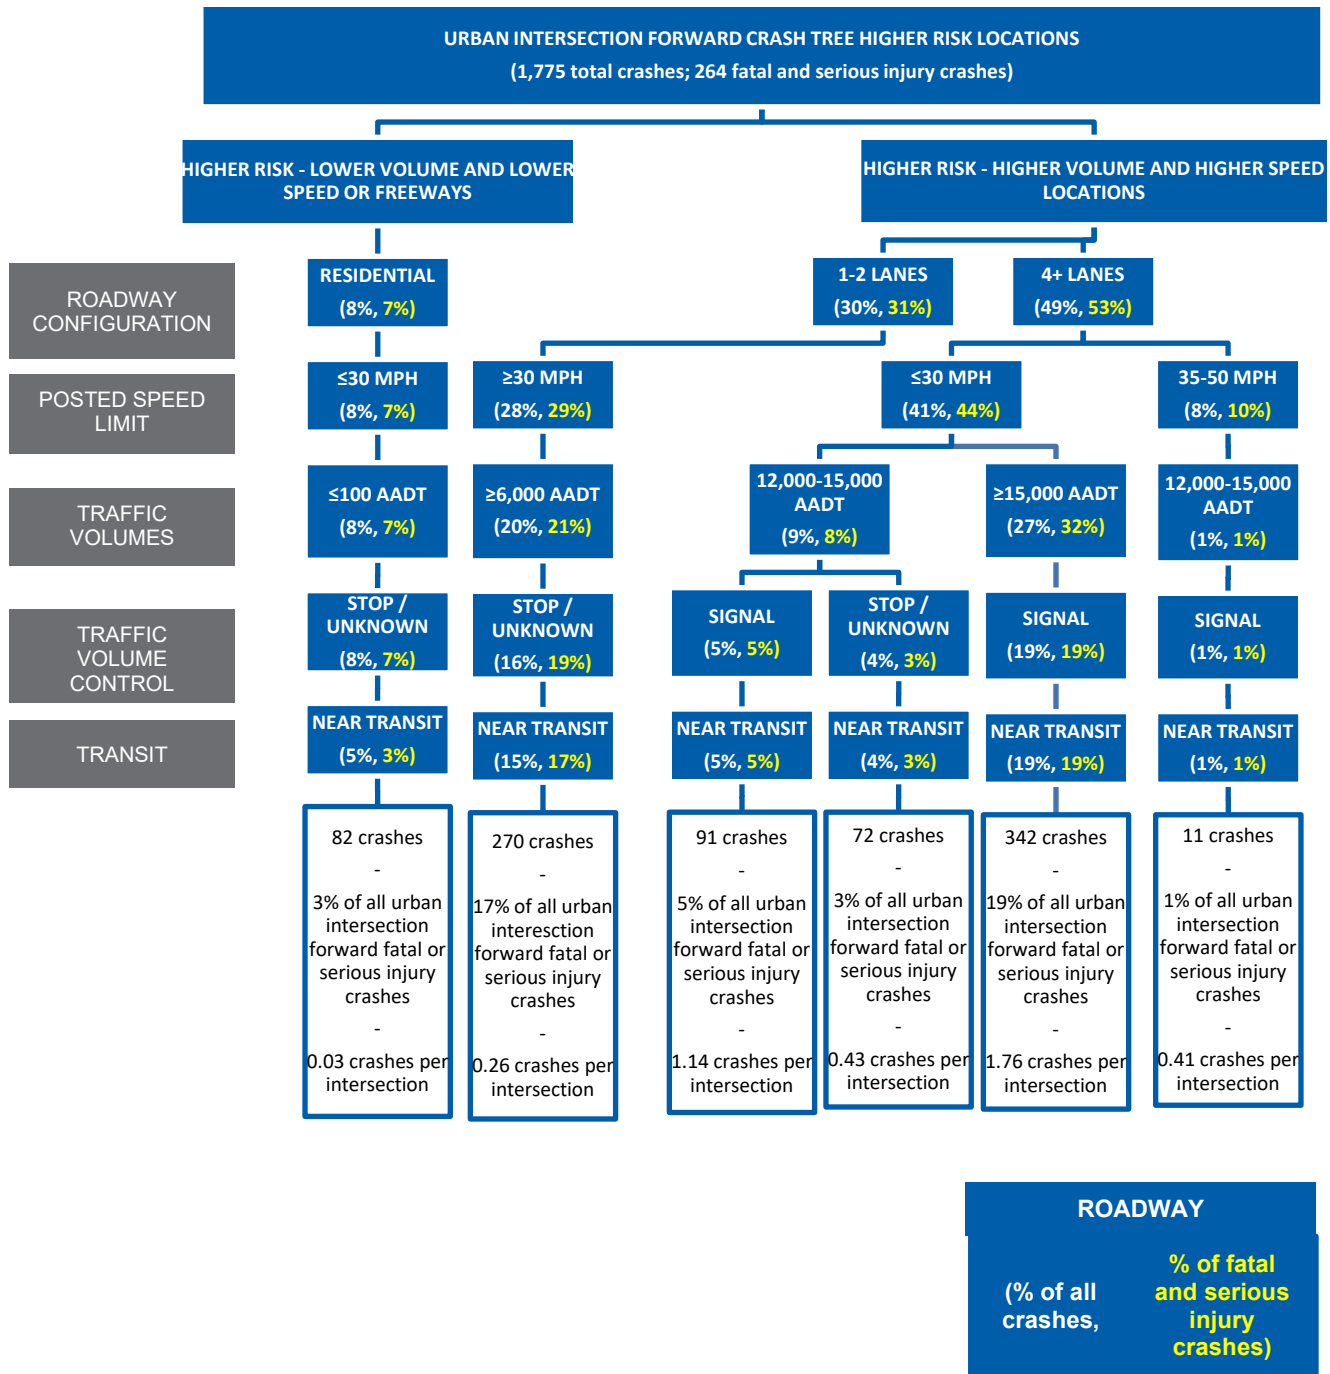 URBAN INTERSECTION FORWARD CRASH TREE HIGHER RISK LOCATIONS
(1,775 total crashes; 264 fatal and serious injury crashes)
HIGHER RISK - LOWER VOLUME AND LOWER
SPEED OR FREEWAYS
HIGHER RISK - HIGHER VOLUME AND HIGHER SPEED
LOCATIONS
ROADWAY
CONFIGURATION
RESIDENTIAL
(8%, 7%)
1-2 LANES
(30%, 31%)
4+ LANES
(49%, 53%)
POSTED SPEED
LIMIT
≤30 MPH
(8%, 7%)
≥30 MPH
(28%, 29%)
≤30 MPH
(41%, 44%)
35-50 MPH
(8%, 10%)
TRAFFIC
VOLUMES
≤100 AADT
(8%, 7%)
≥6,000 AADT
(20%, 21%)
12,000-15,000
AADT
(9%, 8%)
≥15,000 AADT
(27%, 32%)
12,000-15,000
AADT
(1%, 1%)
TRAFFIC
VOLUME
CONTROL
STOP /
UNKNOWN
(8%, 7%)
STOP /
UNKNOWN
(16%, 19%)
SIGNAL
(5%, 5%)
STOP /
UNKNOWN
(4%, 3%)
SIGNAL
(19%, 19%)
SIGNAL
(1%, 1%)
TRANSIT
NEAR TRANSIT
(5%, 3%)
NEAR TRANSIT
(15%, 17%)
NEAR TRANSIT
(5%, 5%)
NEAR TRANSIT
(4%, 3%)
NEAR TRANSIT
(19%, 19%)
NEAR TRANSIT
(1%, 1%)
82 crashes
-
3% of all urban
intersection
forward fatal or
serious injury
crashes
-
0.03 crashes per
intersection
270 crashes
-
17% of all urban
interesction
forward fatal or
serious injury
crashes
-
0.26 crashes per
intersection
91 crashes
-
5% of all urban
intersection
forward fatal or
serious injury
crashes
-
1.14 crashes per
intersection
72 crashes
-
3% of all urban
intersection
forward fatal or
serious injury
crashes
-
0.43 crashes per
intersection
342 crashes
-
19% of all urban
intersection
forward fatal or
serious injury
crashes
-
1.76 crashes per
intersection
11 crashes
-
1% of all urban
intersection
forward fatal or
serious injury
crashes
-
0.41 crashes per
intersection
ROADWAY
(% of all
crashes,
% of fatal
and serious
injury
crashes)